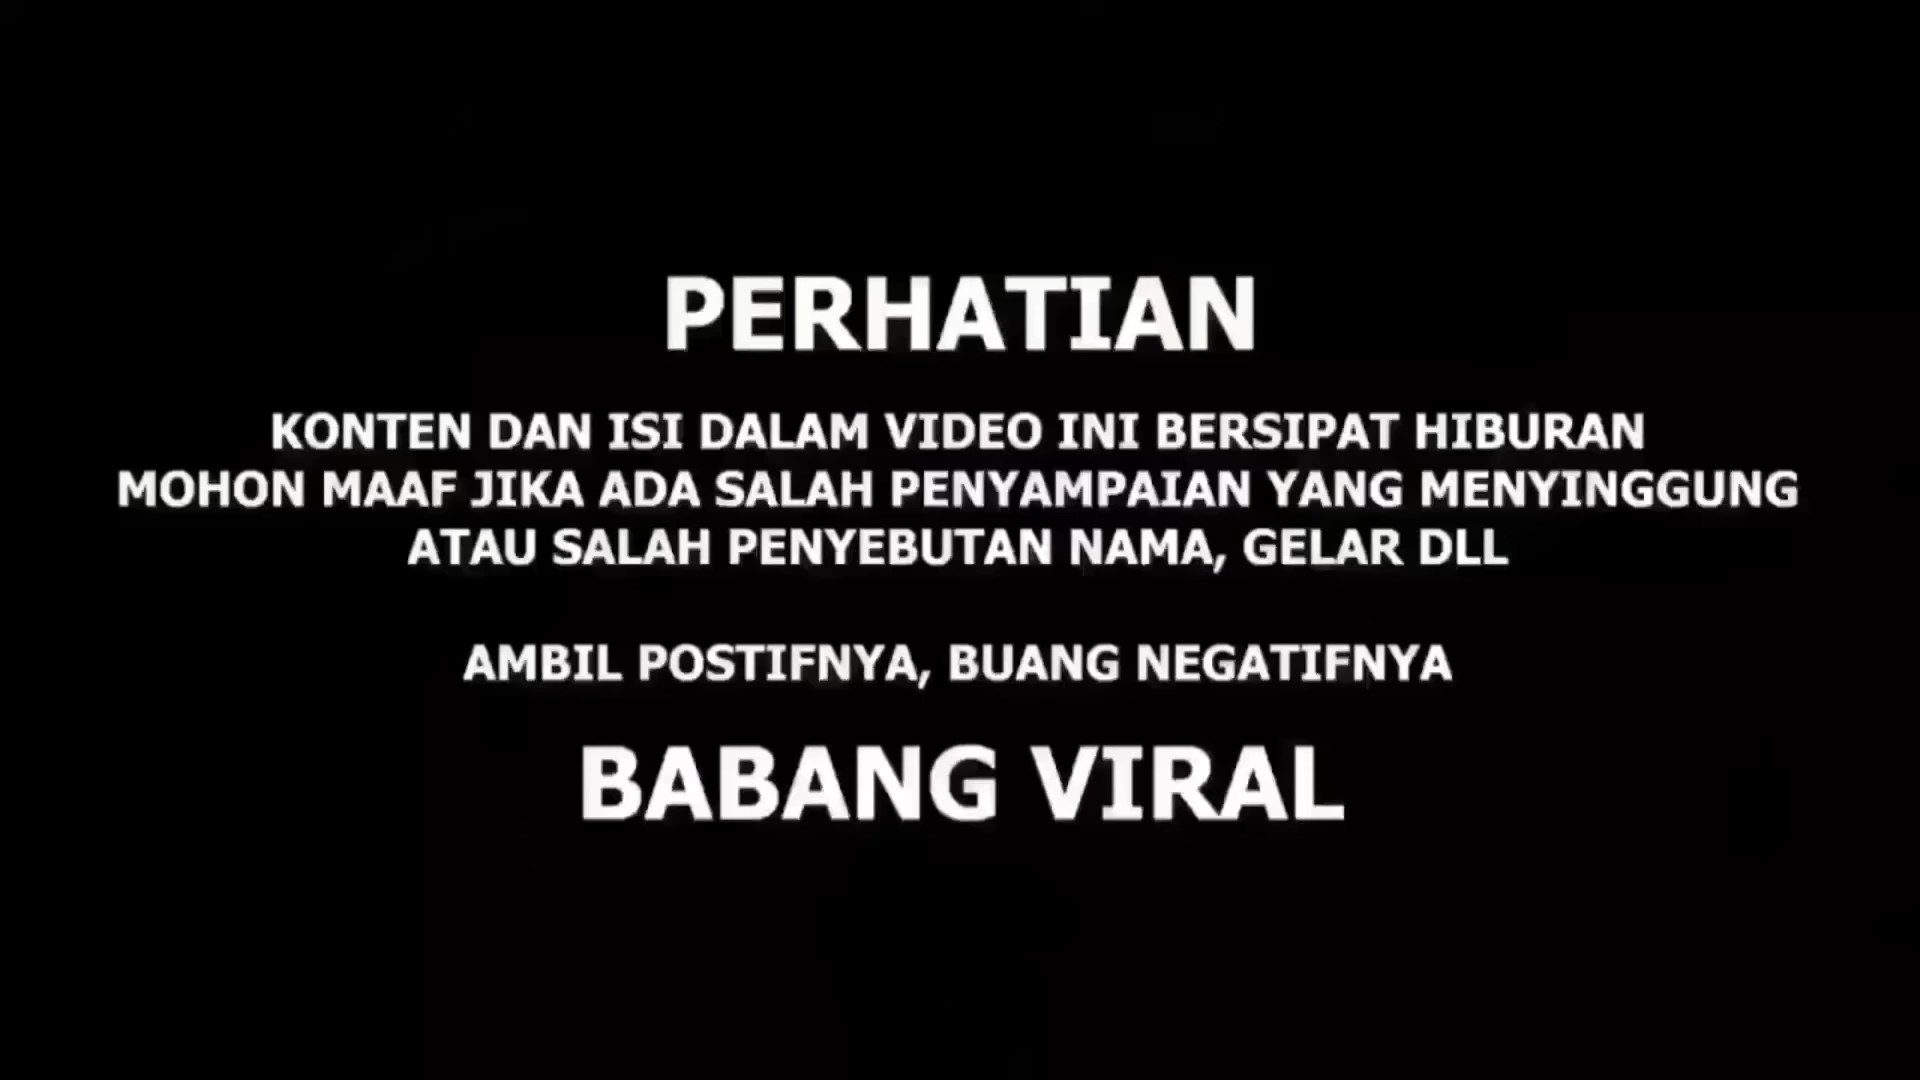 PERHATIAN
KONTEN DAN ISI DALAM VIDEO INI BERSIPAT HIBURAN
MOHON MAAF JIKA ADA SALAH PENYAMPAIAN YANG MENYINGGUNG
ATAU SALAH PENYEBUTAN NAMA, GELAR DLL
AMBIL POSTIFNYA, BUANG NEGATIFNYA
BABANG VIRAL